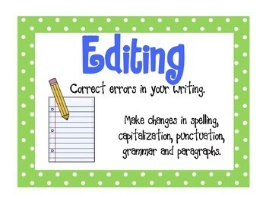 Editing
Correct errors in your writing.
Make changes in spelling,
capitalization, punctuation,
grammar and paragraphs.